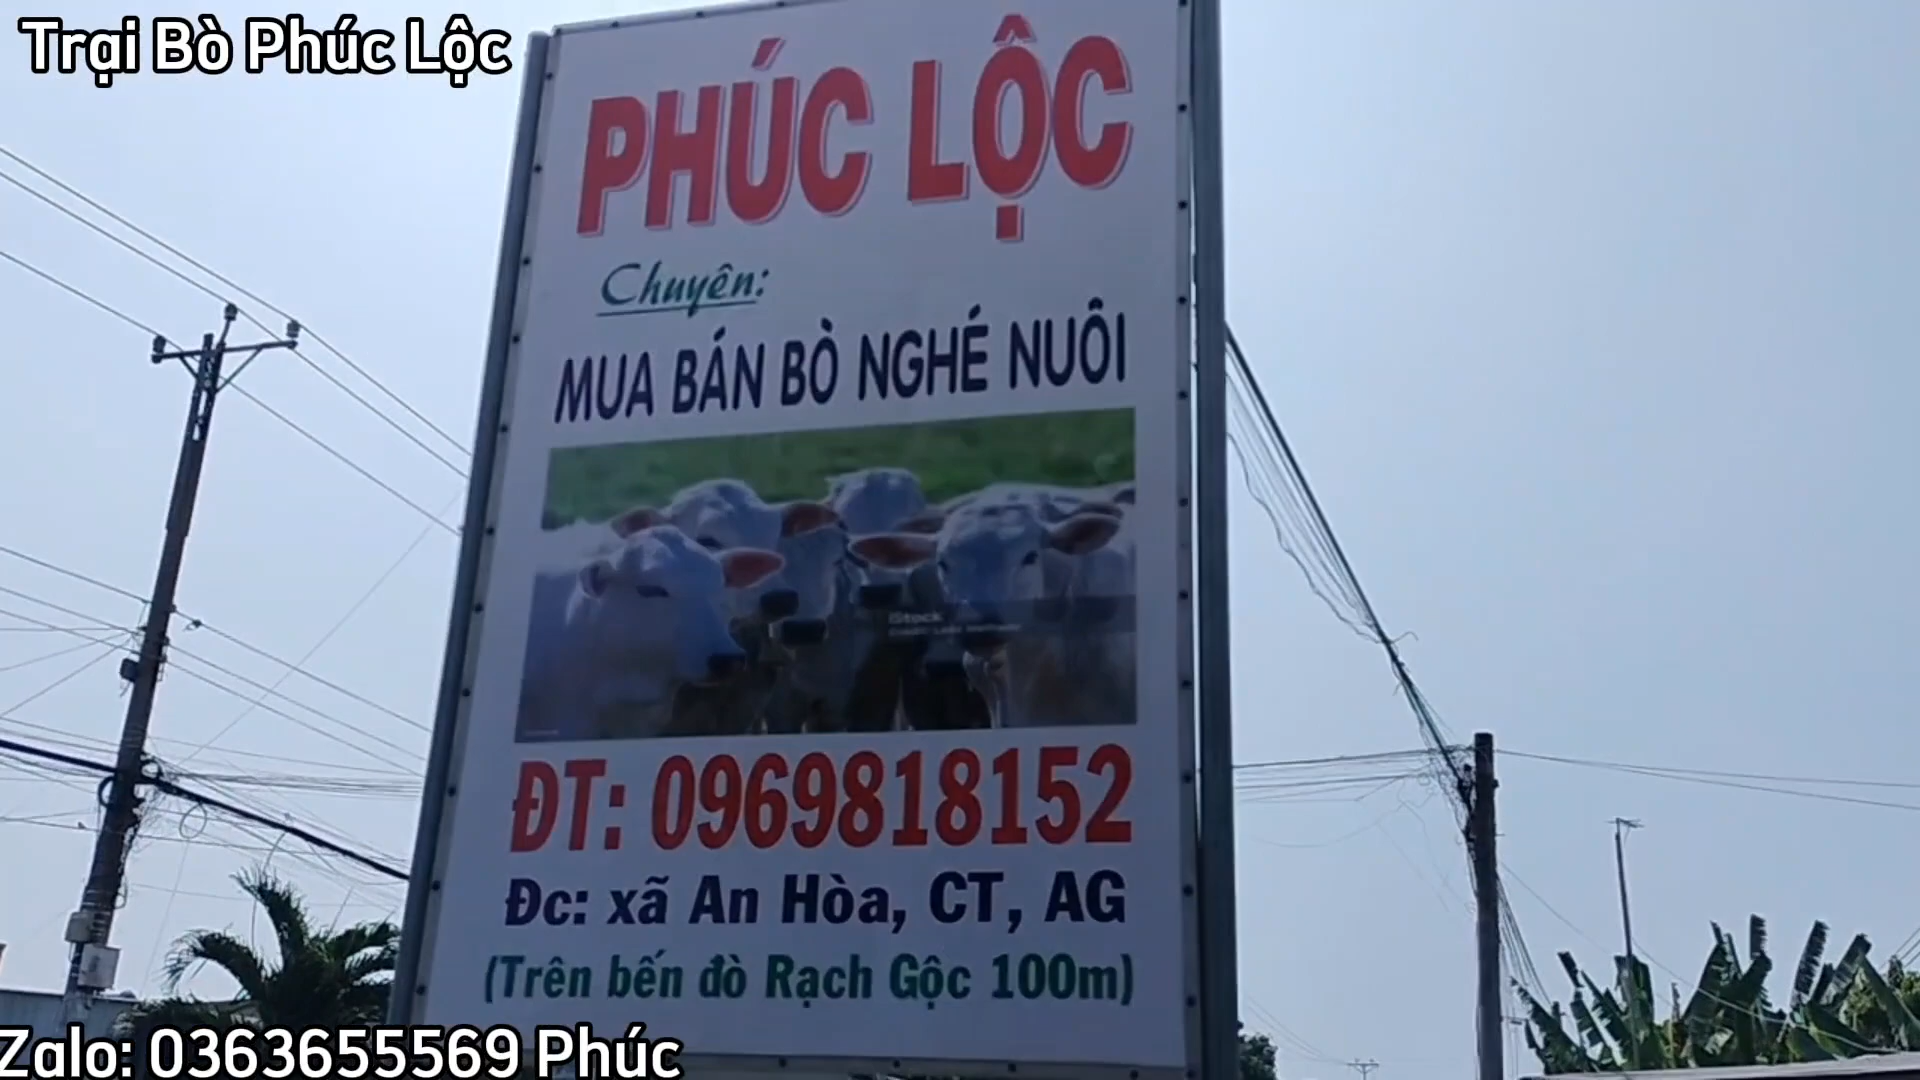 Trại Bò Phúc Lộc
PHÚC LỘC
Chuyên:
MUA BÁN BÒ NGHÉ NUÔI
iStock
ĐT: 0969818152
Đc: xã An Hòa, CT, AG
(Trên bến đò Rạch Gộc 100m)
Zalo: 0363655569 Phúc